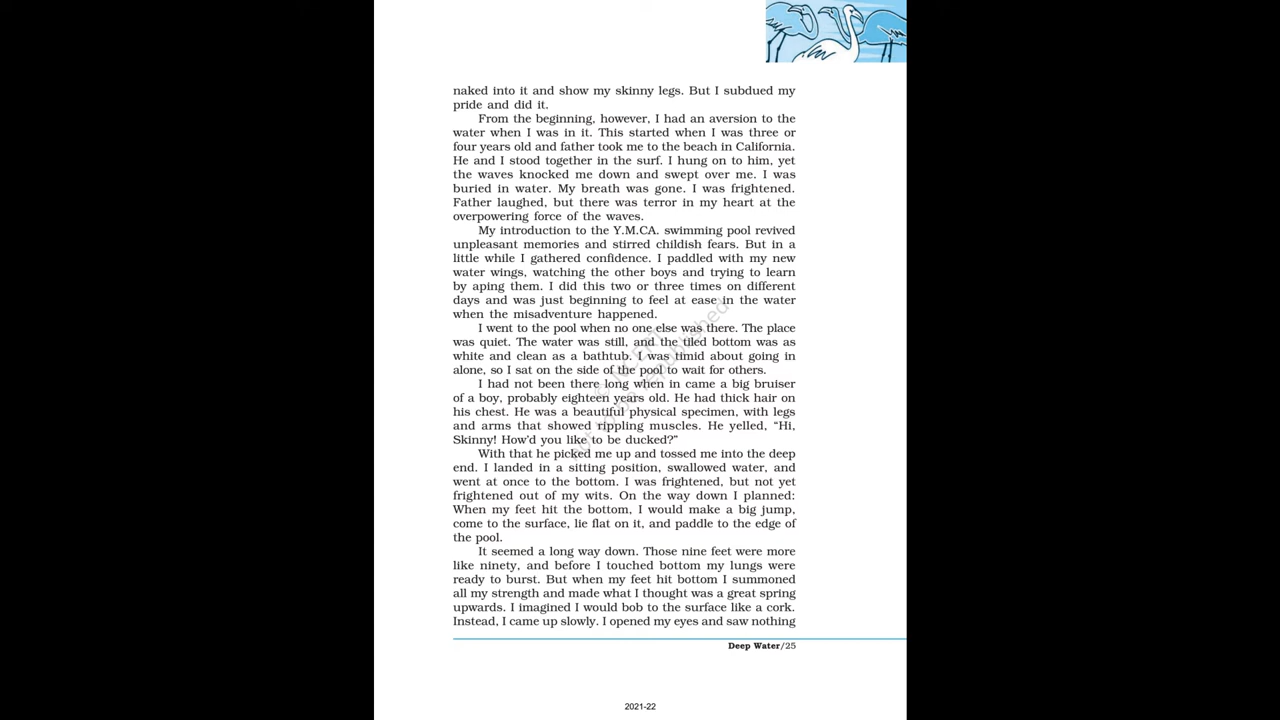 naked into it and show my skinny legs. But I subdued my
pride and did it.
From the beginning, however, I had an aversion to the
water when I was in it. This started when I was three or
four years old and father took me to the beach in California.
He and I stood together in the surf. I hung on to him, yet
the waves knocked me down and swept over me. I was
buried in water. My breath was gone. I was frightened.
Father laughed, but there was terror in my heart at the
overpowering force of the waves.
My introduction to the Y.M.CA. swimming pool revived
unpleasant memories and stirred childish fears. But in a
little while I gathered confidence. I paddled with my new
water wings, watching the other boys and trying to learn
by aping them. I did this two or three times on different
days and was just beginning to feel at ease in the water
when the misadventure happened.
I went to the pool when no one else was there. The place
was quiet. The water was still, and the tiled bottom was as
white and clean as a bathtub. I was timid about going in
alone, so I sat on the side of the pool to wait for others.
I had not been there long when in came a big bruiser
of a boy, probably eighteen years old. He had thick hair on
his chest. He was a beautiful physical specimen, with legs
and arms that showed rippling muscles. He yelled, “Hi,
Skinny! How’d you like to be ducked?”
With that he picked me up and tossed me into the deep
end. I landed in a sitting position, swallowed water, and
went at once to the bottom. I was frightened, but not yet
frightened out of my wits. On the way down I planned:
When my feet hit the bottom, I would make a big jump,
come to the surface, lie flat on it, and paddle to the edge of
the pool.
It seemed a long way down. Those nine feet were more
like ninety, and before I touched bottom my lungs were
ready to burst. But when my feet hit bottom I summoned
all my strength and made what I thought was a great spring
upwards. I imagined I would bob to the surface like a cork.
Instead, I came up slowly. I opened my eyes and saw nothing
Deep Water/25
2021-22